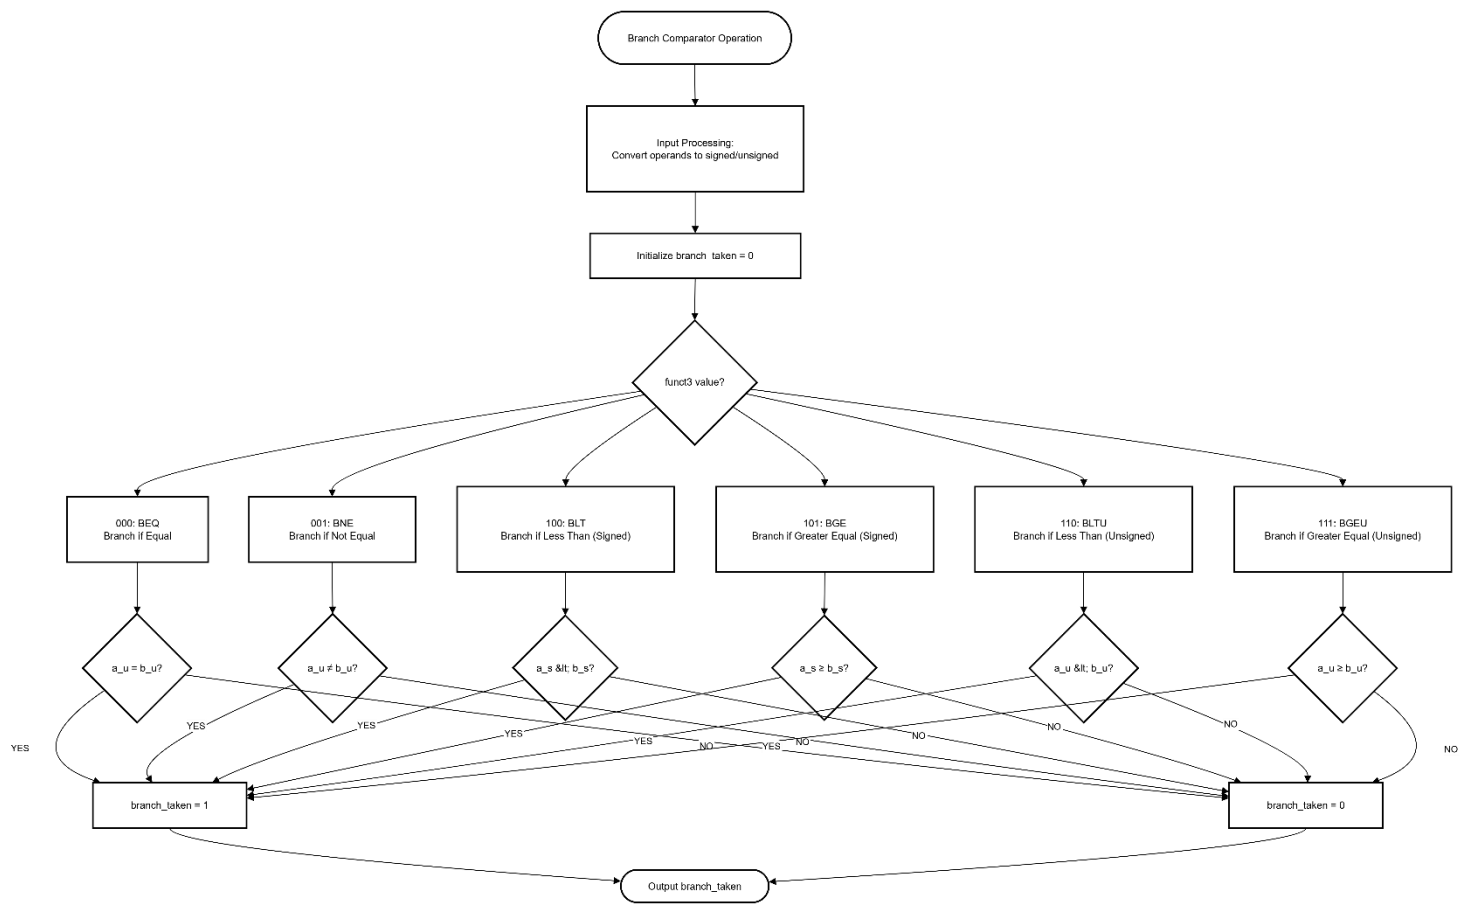 Branch Comparator Operation
Input Processing:
Convert operands to signed/unsigned
Initialize branch_taken = 0
funct3 value?
000: BEQ
Branch if Equal
001: BNE
Branch if Not Equal
100: BLT
Branch if Less Than (Signed)
101: BGE
Branch if Greater Equal (Signed)
110: BLTU
Branch if Less Than (Unsigned)
111: BGEU
Branch if Greater Equal (Unsigned)
a_u = b_u?
a_u ≠ b_u?
a_s &lt; b_s?
a_s ≥ b_s?
a_u &lt; b_u?
a_u ≥ b_u?
YES
YES
YES
YES
YES
NO
YES
NO
NO
NO
NO
NO
branch_taken = 1
branch_taken = 0
Output branch_taken